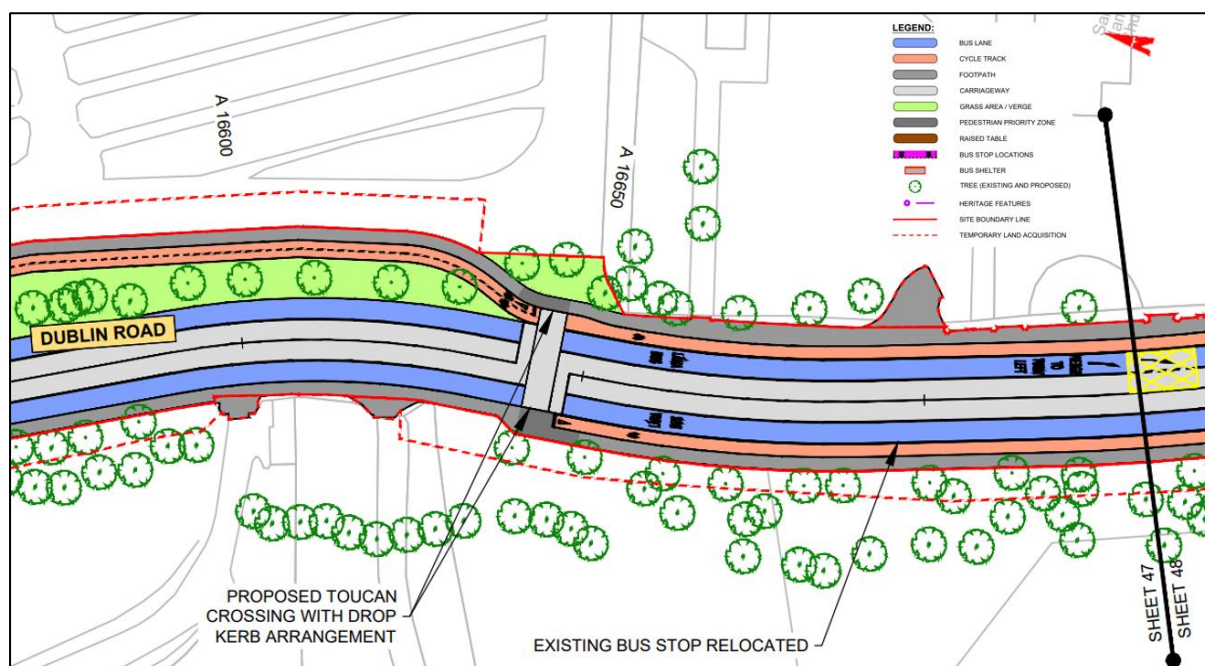 LEGEND:
BUS LANE
CYCLE TRACK
FOOTPATH
CARRIAGEWAY
GRASS AREA / VERGE
PEDESTRIAN PRIORITY ZONE
RAISED TABLE
BUS STOP LOCATIONS
BUS SHELTER
TREE (EXISTING AND PROPOSED)
HERITAGE FEATURES
SITE BOUNDARY LINE
TEMPORARY LAND ACQUISITION
A 16600
A 16650
DUBLIN ROAD
PROPOSED TOUCAN
CROSSING WITH DROP
KERB ARRANGEMENT
EXISTING BUS STOP RELOCATED
SHEET 47
SHEET 48